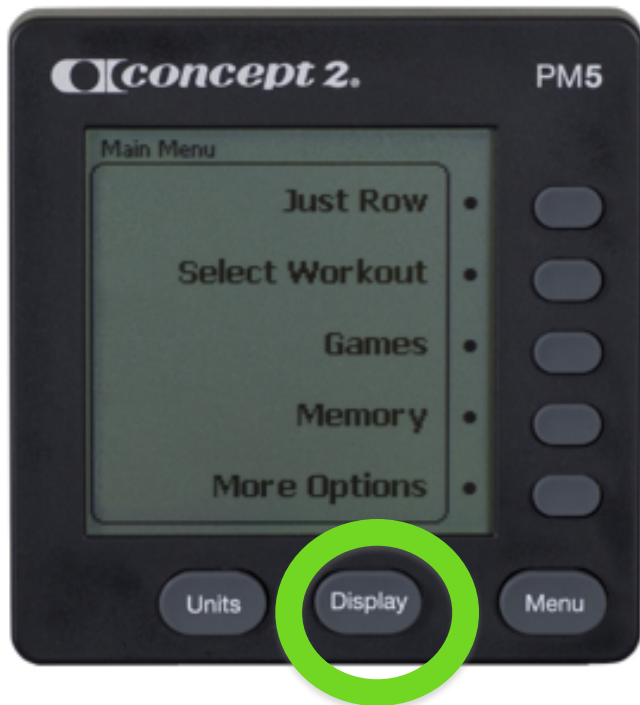 concept 2.
PM5
Main Menu
Just Row
Select Workout
Games
Memory
More Options
Units
Display
Menu